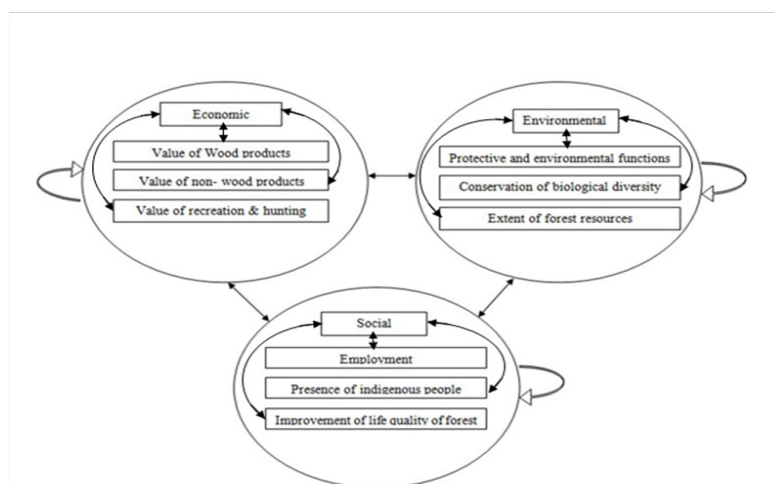 Economic
Value of Wood products
Value of non- wood products
Value of recreation & hunting
Environmental
Protective and environmental functions
Conservation of biological diversity
Extent of forest resources
Social
Employment
Presence of indigenous people
Improvement of life quality of forest